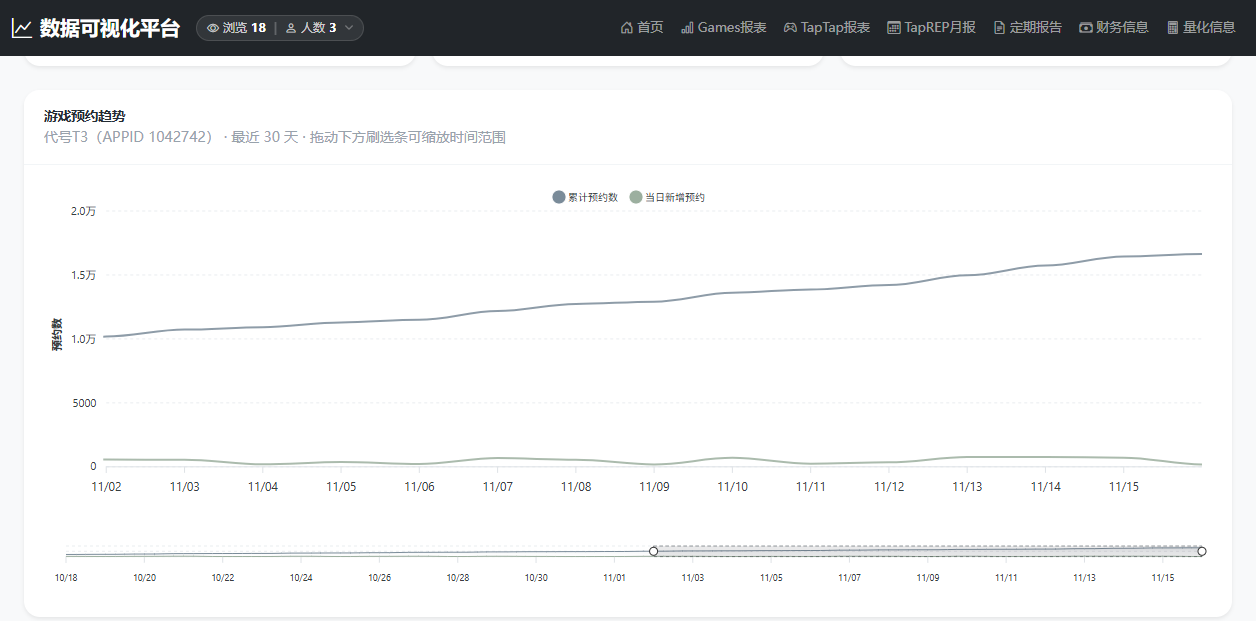 数据可视化平台 浏览 18 | 人数 3 首页 Games报表 TapTap报表 TapREP月报 定期报告 财务信息 量化信息
游戏预约趋势
代号T3（APPID 1042742） · 最近 30 天 · 拖动下方刷选条可缩放时间范围
累计预约数 当日新增预约
预约数
2.0万
1.5万
1.0万
5000
0
11/02 11/03 11/04 11/05 11/06 11/07 11/08 11/09 11/10 11/11 11/12 11/13 11/14 11/15
10/18 10/20 10/22 10/24 10/26 10/28 10/30 11/01 11/03 11/05 11/07 11/09 11/11 11/13 11/15